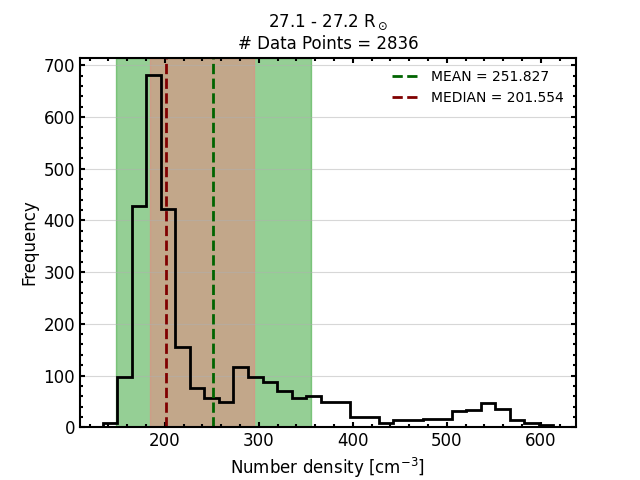 27.1 - 27.2 R⊙
# Data Points = 2836
MEAN = 251.827
MEDIAN = 201.554
Frequency
700
600
500
400
300
200
100
0
200 300 400 500 600
Number density [cm⁻³]